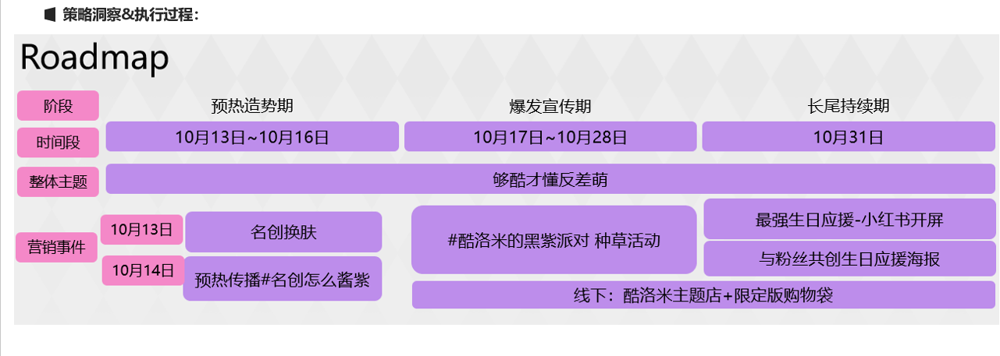 策略洞察&执行过程：
Roadmap
阶段 预热造势期 爆发宣传期 长尾持续期
时间段 10月13日~10月16日 10月17日~10月28日 10月31日
整体主题 够酷才懂反差萌
营销事件
10月13日 名创换肤
10月14日 预热传播#名创怎么酱紫
#酷洛米的黑紫派对 种草活动
最强生日应援-小红书开屏
与粉丝共创生日应援海报
线下：酷洛米主题店+限定版购物袋